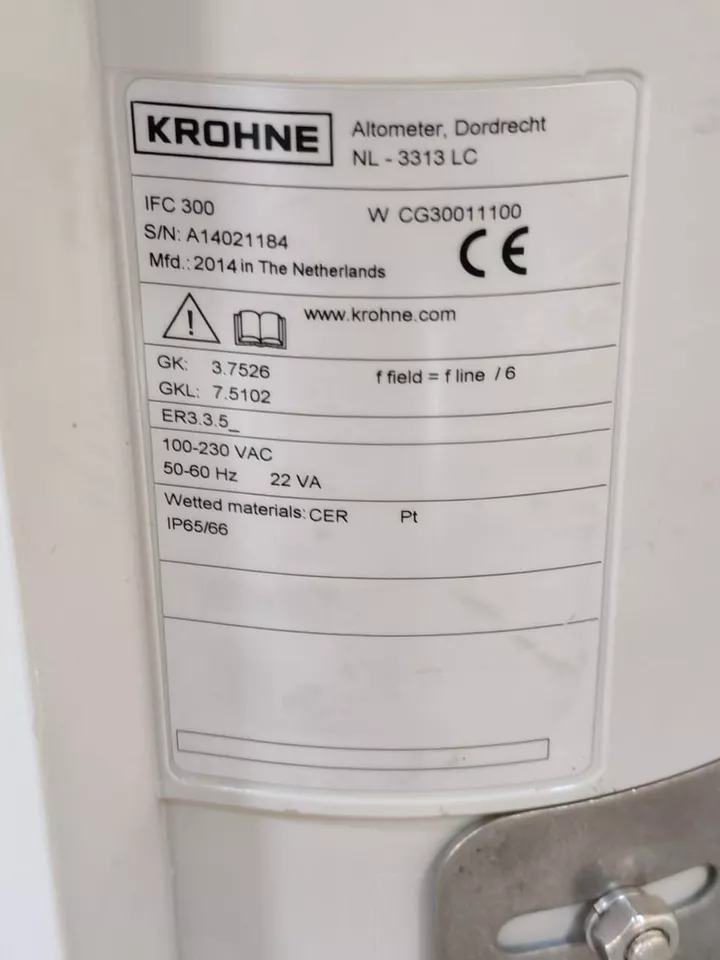 KROHNE
Altometer, Dordrecht
NL - 3313 LC
IFC 300 W CG30011100
S/N: A14021184
Mfd.: 2014 in The Netherlands
CE
www.krohne.com
GK: 3.7526 f field = f line / 6
GKL: 7.5102
ER3.3.5_
100-230 VAC
50-60 Hz 22 VA
Wetted materials: CER Pt
IP65/66